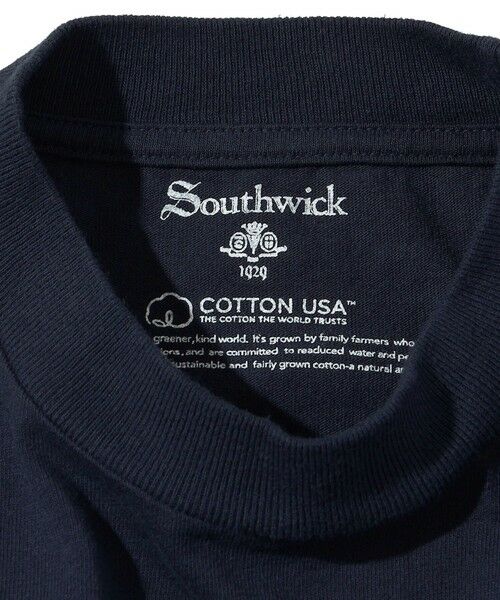 Southwick
1929
COTTON USA™
THE COTTON THE WORLD TRUSTS
greener, kind world. It's grown by family farmers who
and are committed to readuced water and
sustainable and fairly grown cotton-a natural